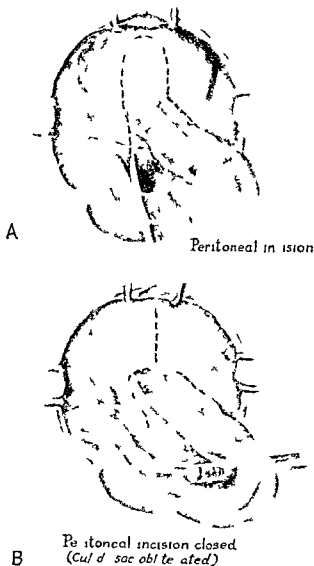 A
Peritoneal in ision
Pe itoneal incision closed
B
(Cul d sac obl te ated)